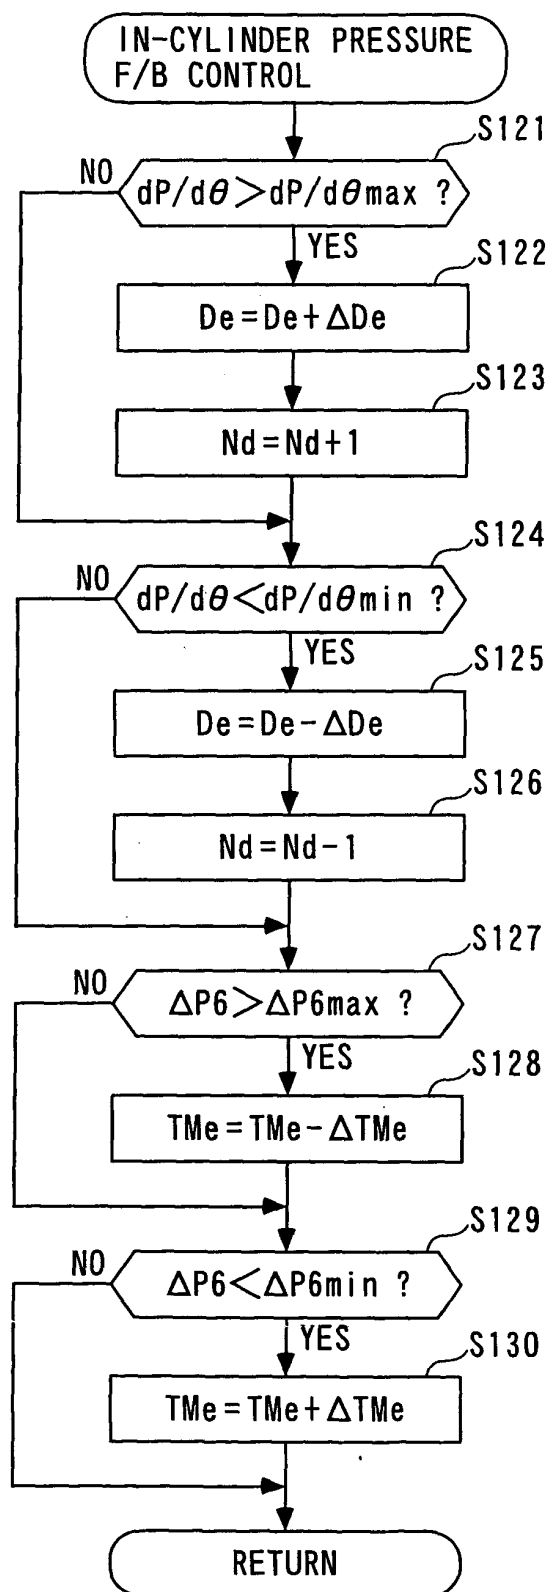 IN-CYLINDER PRESSURE
F/B CONTROL
S121
NO
dP/dθ>dP/dθmax ?
YES
S122
De=De+ΔDe
S123
Nd=Nd+1
S124
NO
dP/dθ<dP/dθmin ?
YES
S125
De=De-ΔDe
S126
Nd=Nd-1
S127
NO
ΔP6>ΔP6max ?
YES
S128
TMe=TMe-ΔTMe
S129
NO
ΔP6<ΔP6min ?
YES
S130
TMe=TMe+ΔTMe
RETURN